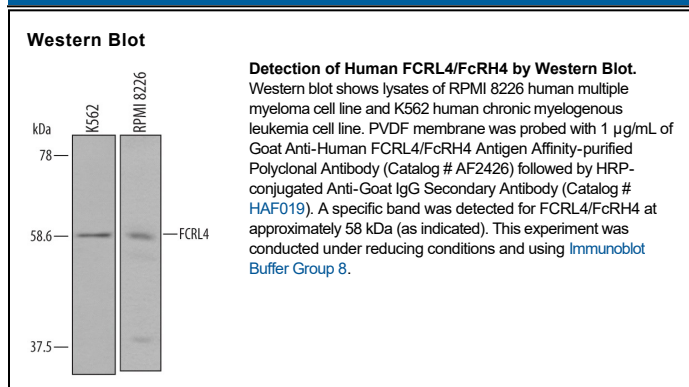 Western Blot
kDa
K562
RPMI 8226
78
58.6
FCRL4
37.5
Detection of Human FCRL4/FcRH4 by Western Blot.
Western blot shows lysates of RPMI 8226 human multiple
myeloma cell line and K562 human chronic myelogenous
leukemia cell line. PVDF membrane was probed with 1 µg/mL of
Goat Anti-Human FCRL4/FcRH4 Antigen Affinity-purified
Polyclonal Antibody (Catalog # AF2426) followed by HRP-
conjugated Anti-Goat IgG Secondary Antibody (Catalog #
HAF019). A specific band was detected for FCRL4/FcRH4 at
approximately 58 kDa (as indicated). This experiment was
conducted under reducing conditions and using Immunoblot
Buffer Group 8.